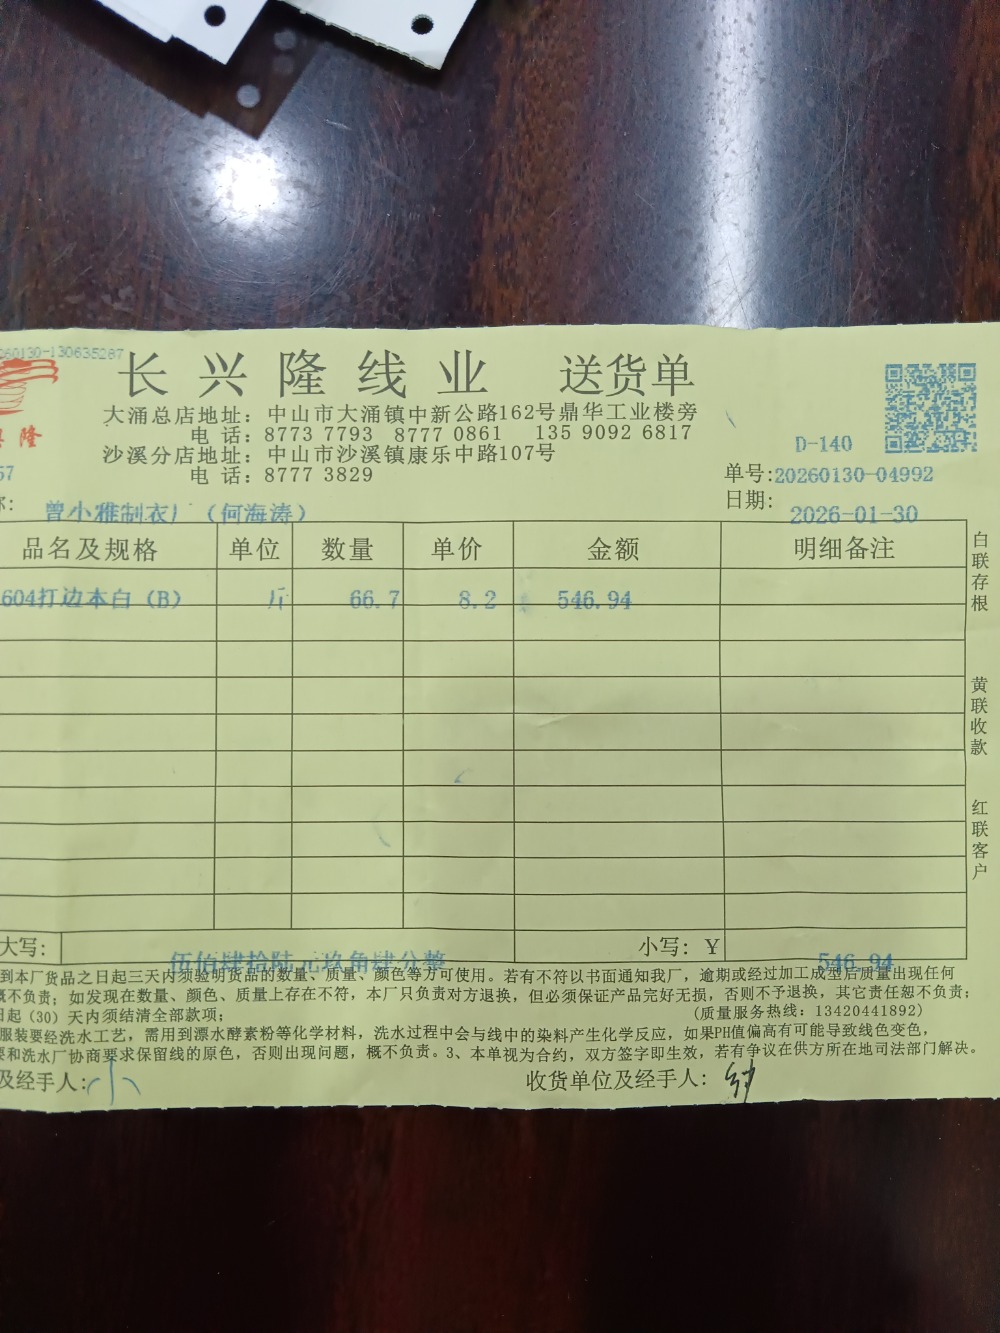 260130-130635287
长兴隆线业 送货单
大涌总店地址：中山市大涌镇中新公路162号鼎华工业楼旁
电 话：8773 7793 8777 0861 135 9092 6817
沙溪分店地址：中山市沙溪镇康乐中路107号
电 话：8777 3829
隆
57
D-140
单号:20260130-04992
日期: 2026-01-30
称: 曾小雅制衣厂（何海涛）
品名及规格 单位 数量 单价 金额 明细备注
604打边本白（B） 斤 66.7 8.2 546.94
白联存根
黄联收款
红联客户
大写: 伍佰肆拾陆元玖角肆分整 小写：￥ 546.94
到本厂货品之日起三天内须验明货品的数量、质量、颜色等方可使用。若有不符以书面通知我厂，逾期或经过加工成型后质量出现任何
概不负责；如发现在数量、颜色、质量上存在不符，本厂只负责对方退换，但必须保证产品完好无损，否则不予退换，其它责任恕不负责；
日起（30）天内须结清全部款项； (质量服务热线：13420441892)
服装要经洗水工艺，需用到漂水酵素粉等化学材料，洗水过程中会与线中的染料产生化学反应，如果PH值偏高有可能导致线色变色，
要和洗水厂协商要求保留线的原色，否则出现问题，概不负责。3、本单视为合约，双方签字即生效，若有争议在供方所在地司法部门解决。
及经手人: 收货单位及经手人：